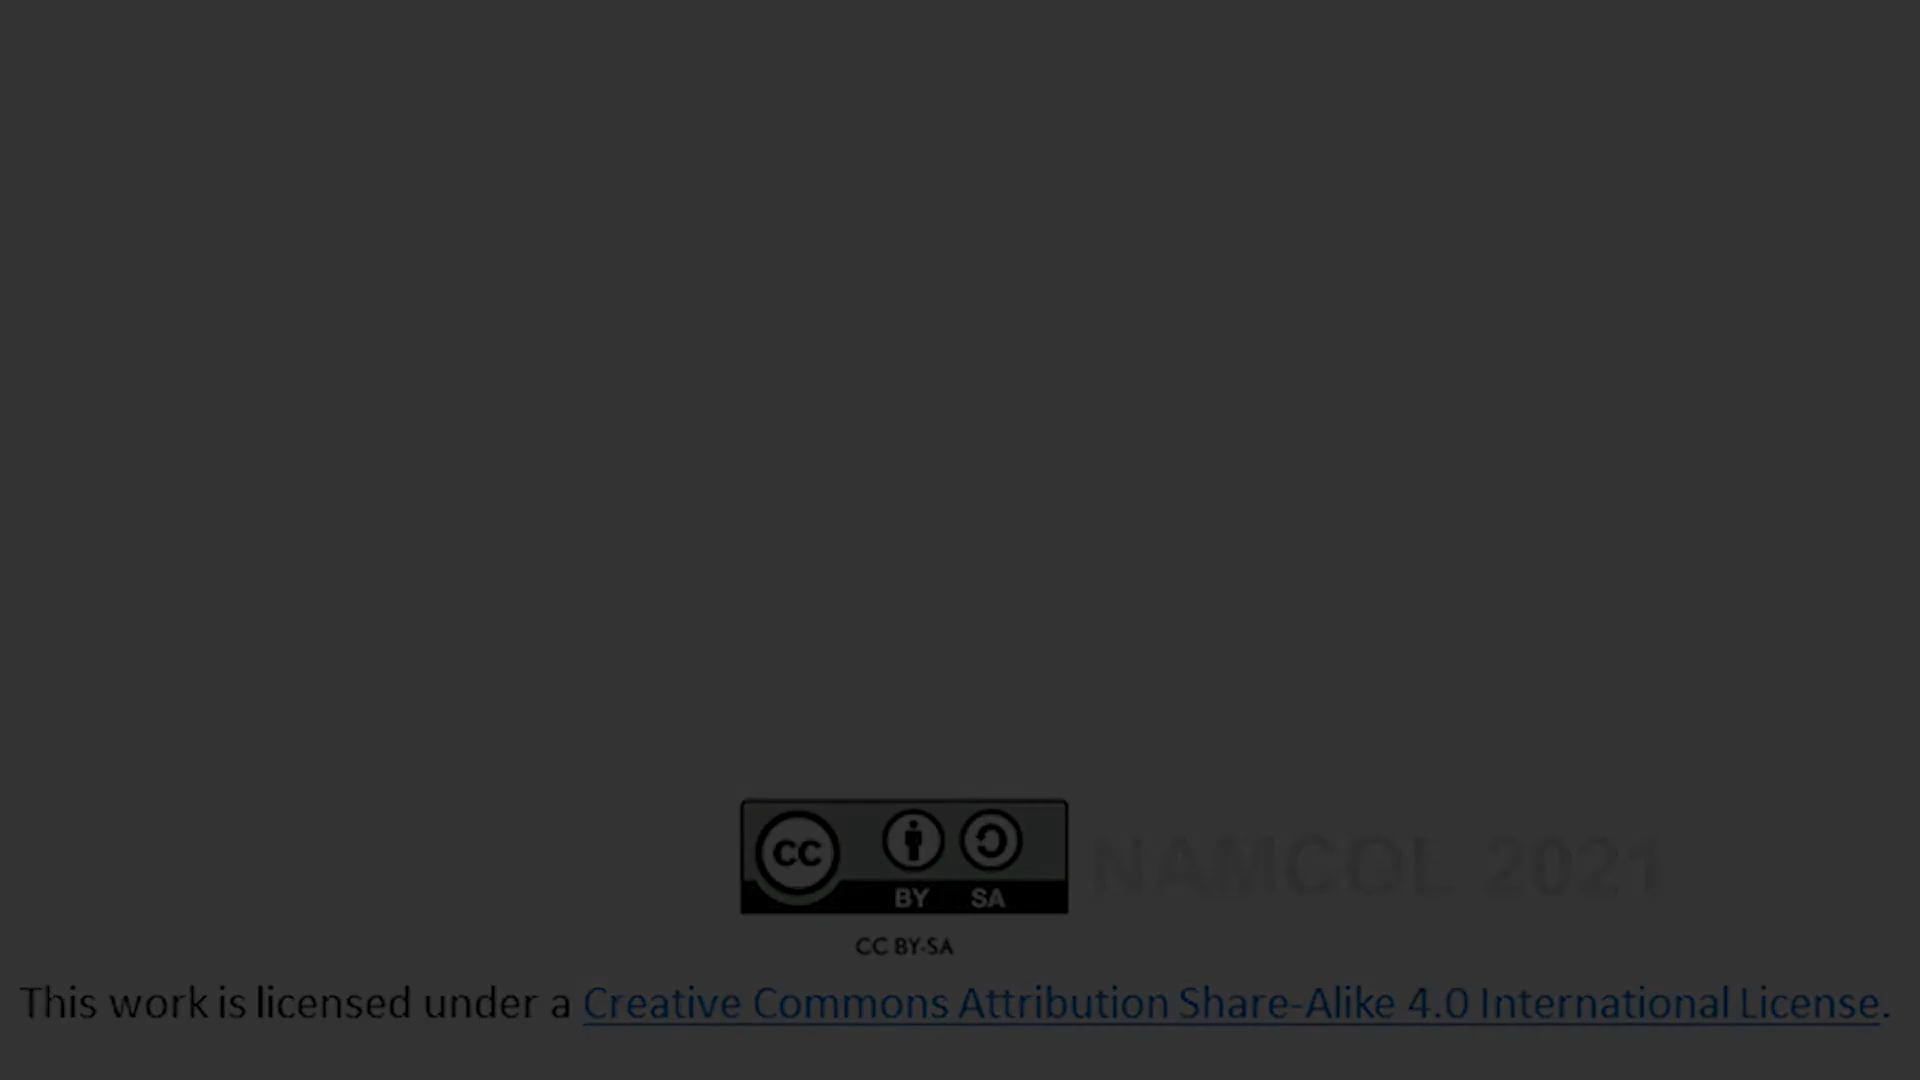 cc
BY SA
NAMCOL 2021
CC BY-SA
This work is licensed under a Creative Commons Attribution Share-Alike 4.0 International License.